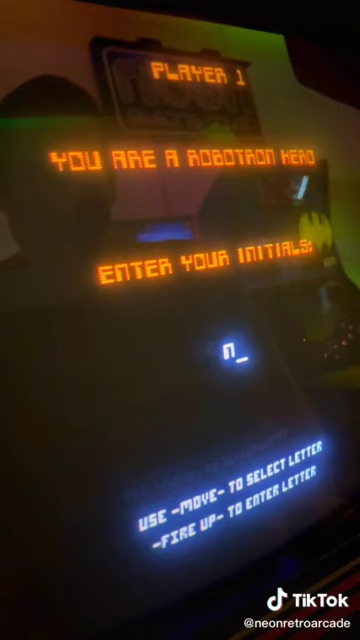 PLAYER 1
YOU ARE A ROBOTRON HERO
ENTER YOUR INITIALS:
n_
USE -MOVE- TO SELECT LETTER
-FIRE UP- TO ENTER LETTER
TikTok
@neonretroarcade